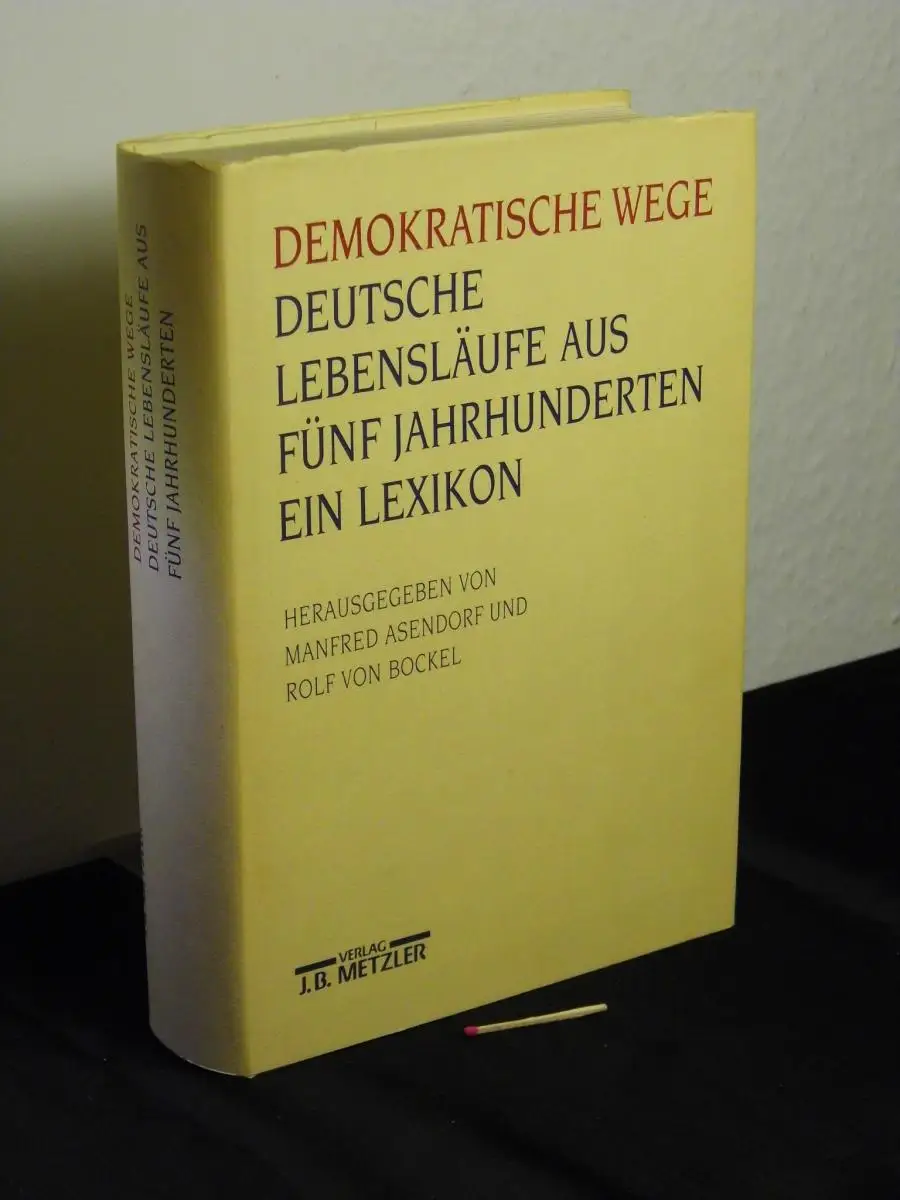 DEMOKRATISCHE WEGE
DEUTSCHE
LEBENSLÄUFE AUS
FÜNF JAHRHUNDERTEN
EIN LEXIKON
HERAUSGEGEBEN VON
MANFRED ASENDORF UND
ROLF VON BOCKEL
VERLAG
J.B. METZLER
DEMOKRATISCHE WEGE
DEUTSCHE LEBENSLÄUFE AUS
FÜNF JAHRHUNDERTEN